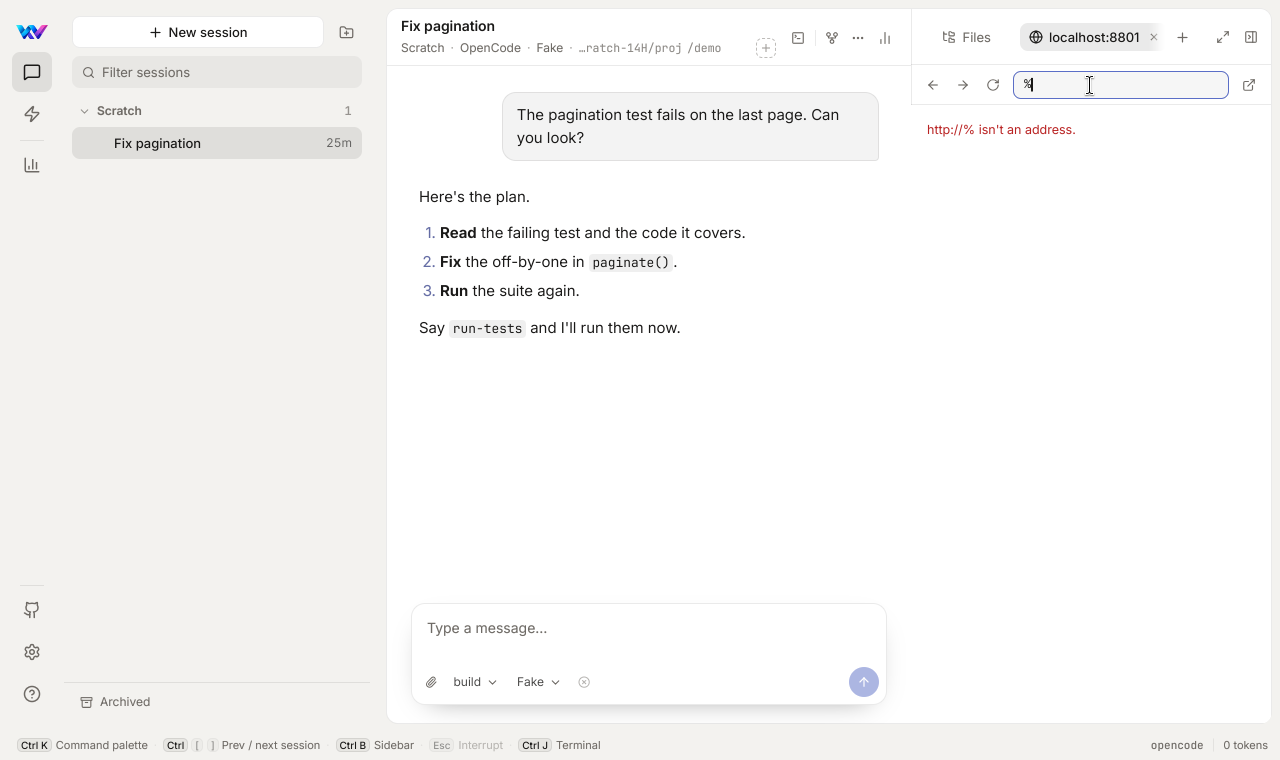 New session
Filter sessions
Scratch 1
Fix pagination 25m
Archived
Fix pagination
Scratch · OpenCode · Fake · …ratch-14H/proj /demo
The pagination test fails on the last page. Can
you look?
Here's the plan.
1. Read the failing test and the code it covers.
2. Fix the off-by-one in paginate().
3. Run the suite again.
Say run-tests and I'll run them now.
Type a message...
build
Fake
Files
localhost:8801
%
http://% isn't an address.
Ctrl K Command palette · Ctrl [ ] Prev / next session · Ctrl B Sidebar · Esc Interrupt · Ctrl J Terminal
opencode 0 tokens